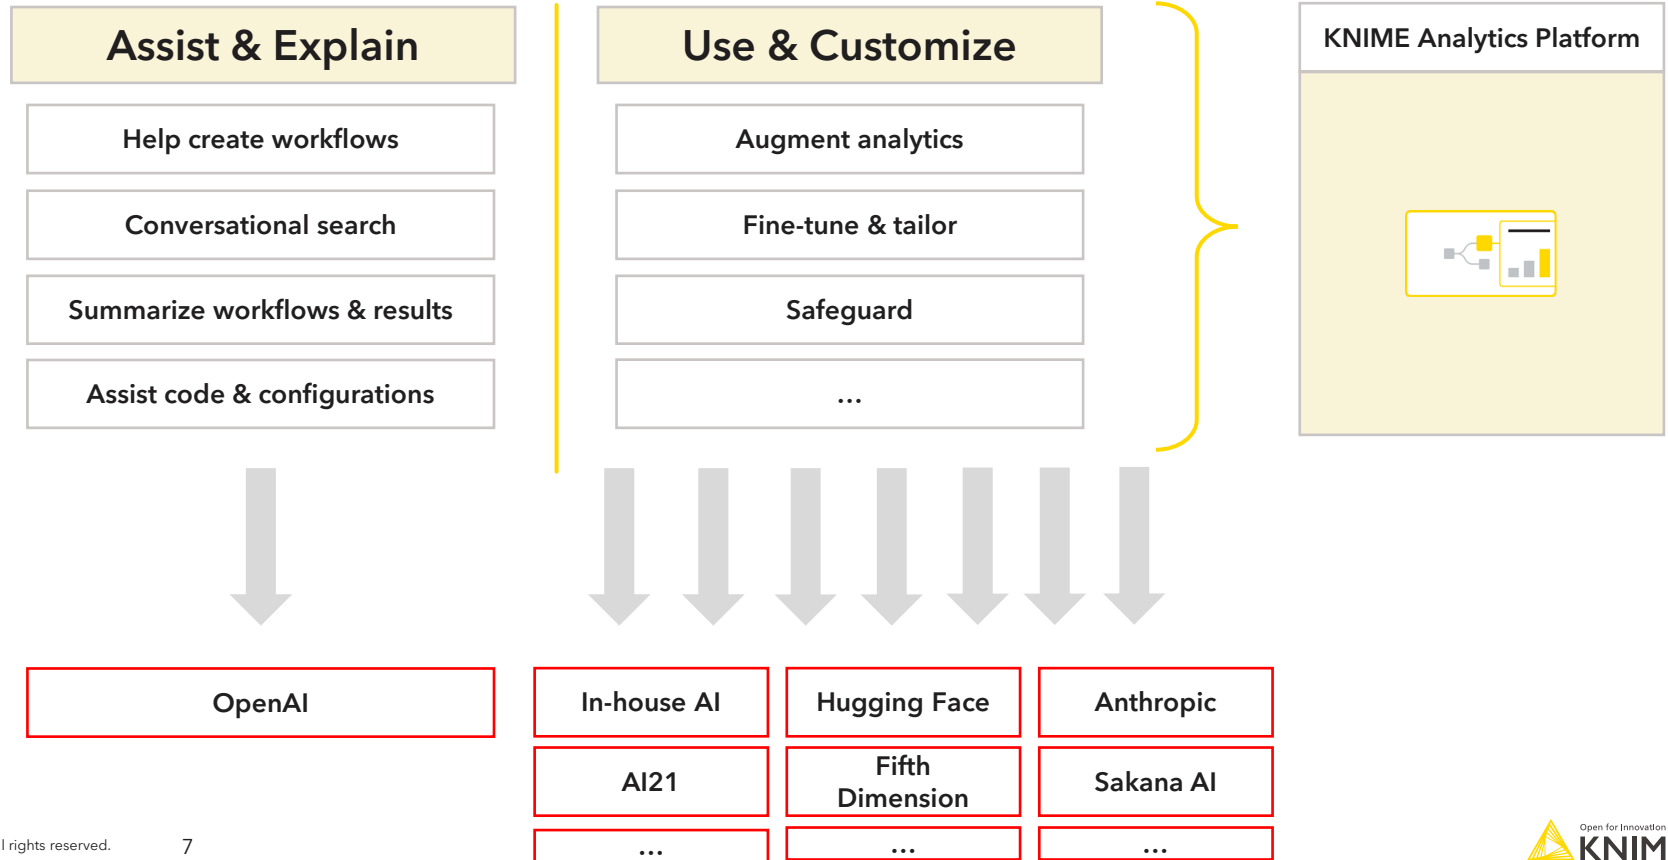 Assist & Explain
Help create workflows
Conversational search
Summarize workflows & results
Assist code & configurations
OpenAI
Use & Customize
Augment analytics
Fine-tune & tailor
Safeguard
...
In-house AI
Hugging Face
Anthropic
AI21
Fifth
Dimension
Sakana AI
...
...
...
KNIME Analytics Platform
l rights reserved.
7
Open for Innovation
KNIM